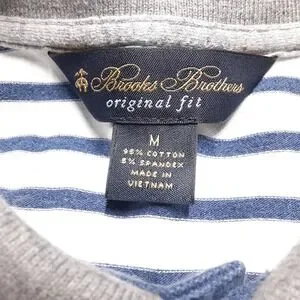 Brooks Brothers
original fit
M
95% COTTON
5% SPANDEX
MADE IN
VIETNAM